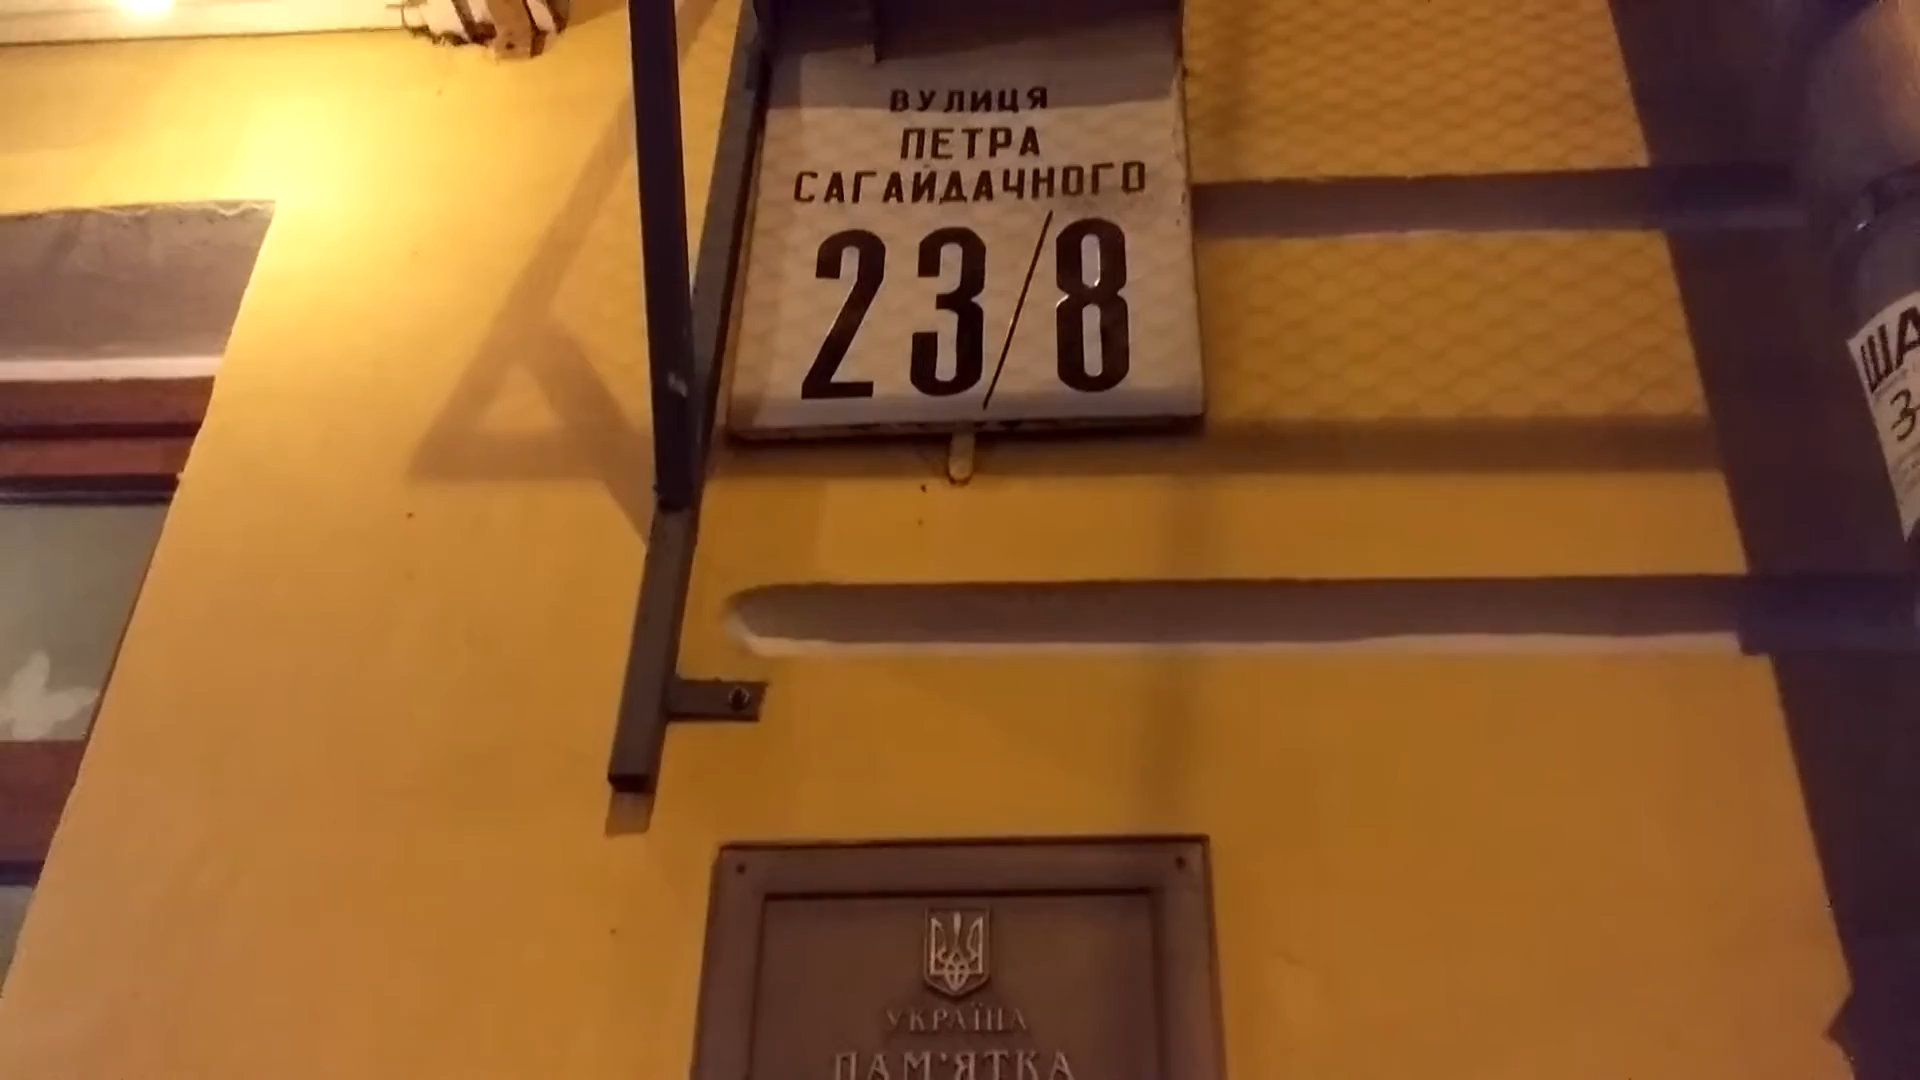 ВУЛИЦЯ
ПЕТРА
САГАЙДАЧНОГО
23/8
УКРАЇНА
ПАМ'ЯТКА